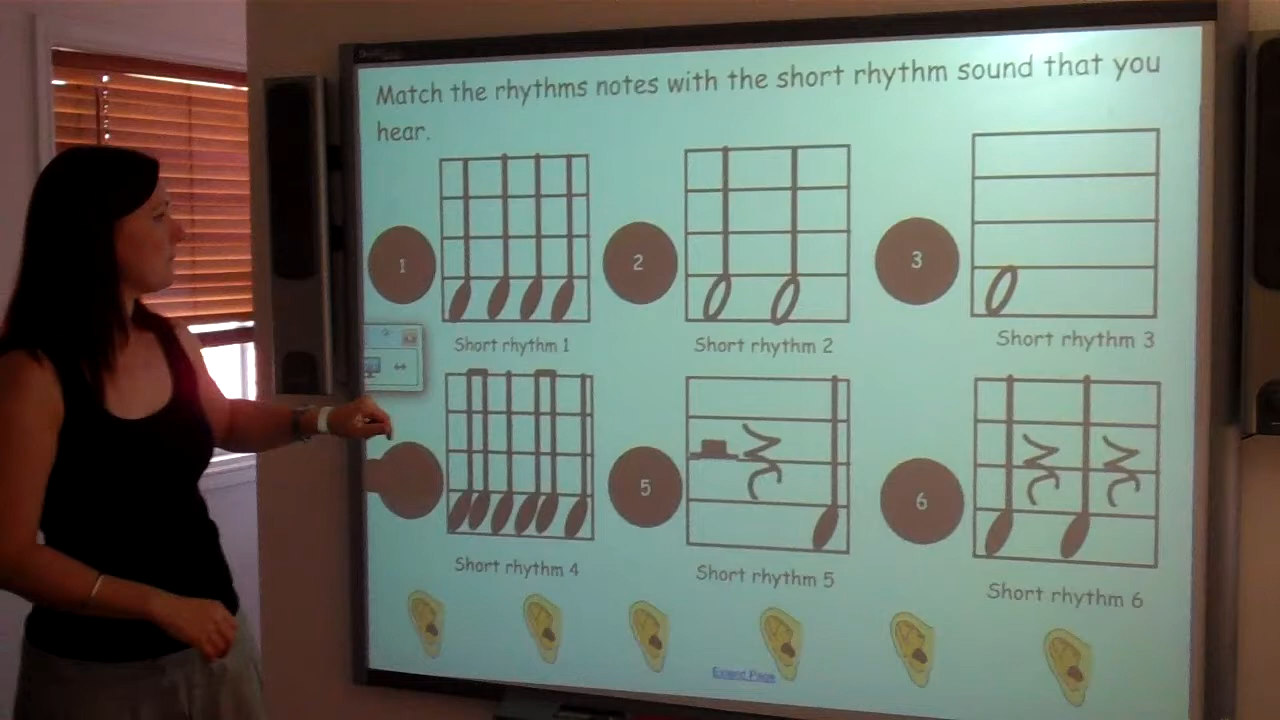 Match the rhythms notes with the short rhythm sound that you
hear.
1
2
3
Short rhythm 1
Short rhythm 2
Short rhythm 3
5
6
Short rhythm 4
Short rhythm 5
Short rhythm 6
Extend Page